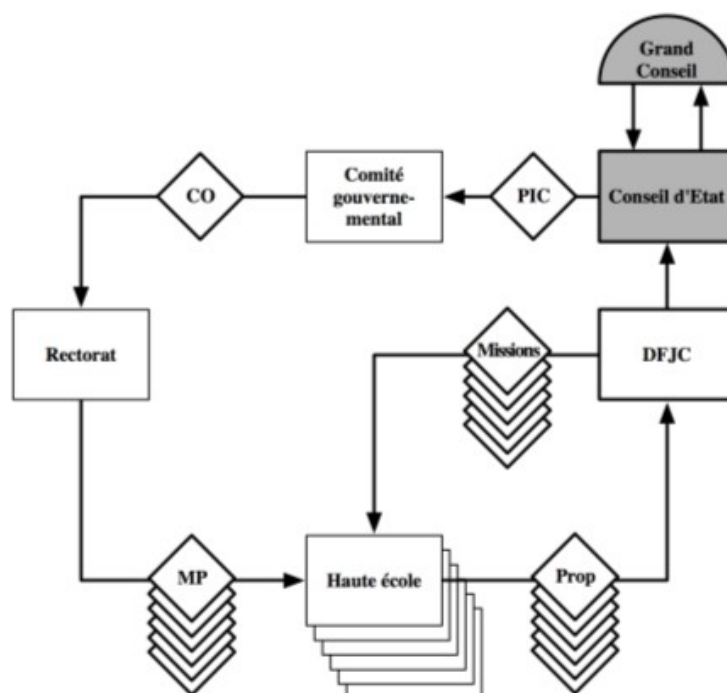 Grand
Conseil
CO
Comité
gouverne-
mental
PIC
Conseil d'Etat
Rectorat
Missions
DFJC
MP
Haute école
Prop